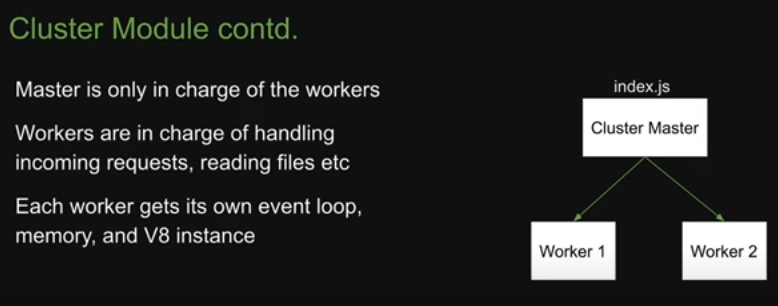 Cluster Module contd.
Master is only in charge of the workers
Workers are in charge of handling
incoming requests, reading files etc
Each worker gets its own event loop,
memory, and V8 instance
index.js
Cluster Master
Worker 1
Worker 2